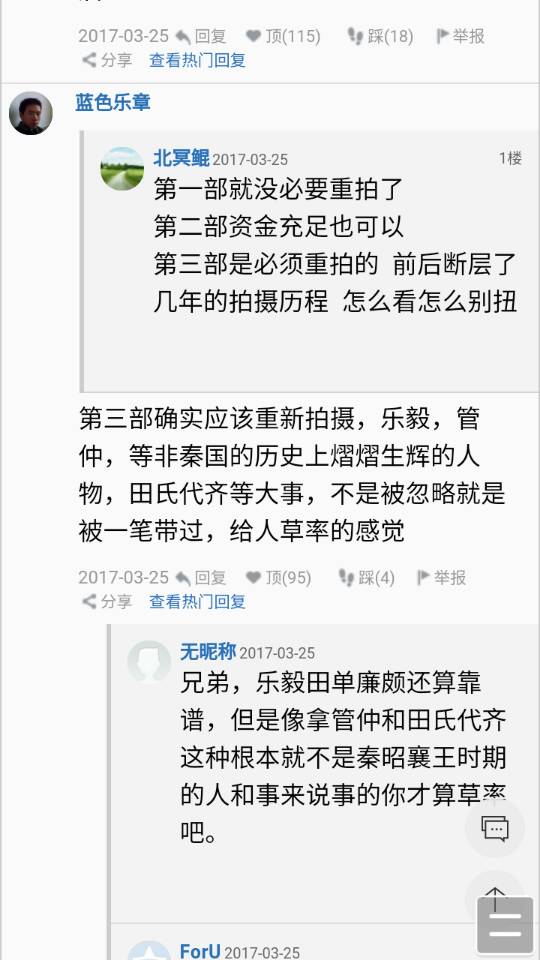 2017-03-25 回复 顶(115) 踩(18) 举报
分享 查看热门回复
蓝色乐章
北冥鲲 2017-03-25 1楼
第一部就没必要重拍了
第二部资金充足也可以
第三部是必须重拍的 前后断层了
几年的拍摄历程 怎么看怎么别扭
第三部确实应该重新拍摄，乐毅，管
仲，等非秦国的历史上熠熠生辉的人
物，田氏代齐等大事，不是被忽略就是
被一笔带过，给人草率的感觉
2017-03-25 回复 顶(95) 踩(4) 举报
分享 查看热门回复
无昵称 2017-03-25
兄弟，乐毅田单廉颇还算靠
谱，但是像拿管仲和田氏代齐
这种根本就不是秦昭襄王时期
的人和事来说事的你才算草率
吧。
ForU 2017-03-25